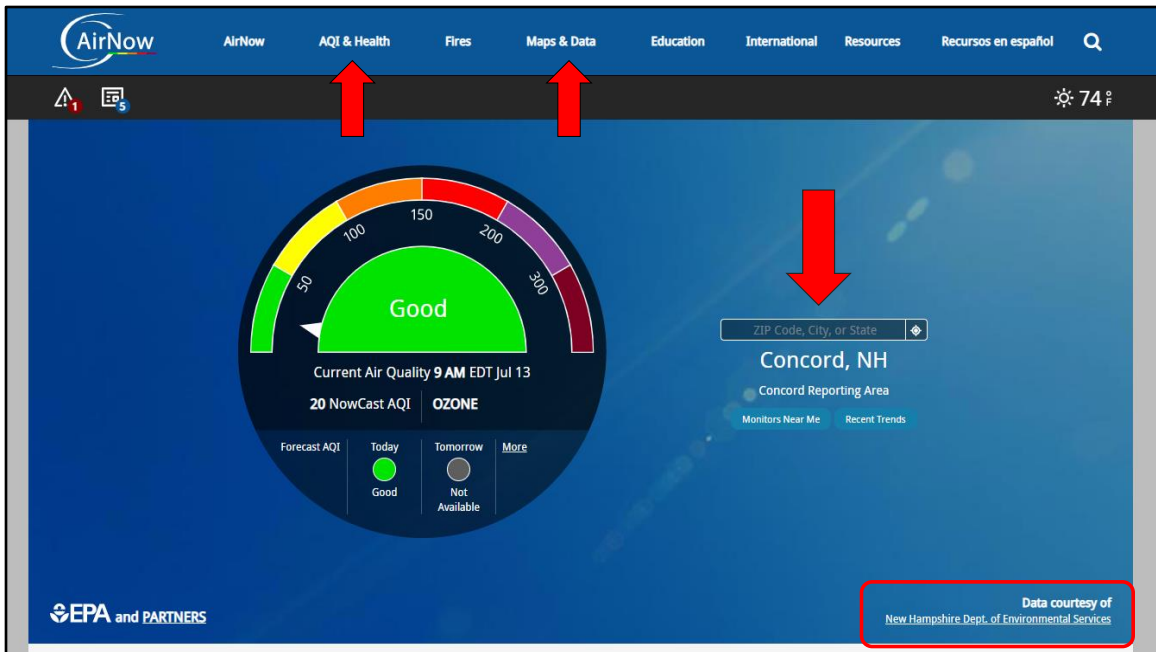 AirNow
AirNow AQI & Health Fires Maps & Data Education International Resources Recursos en español
1 5 74 °F
50 100 150 200 300
Good
Current Air Quality 9 AM EDT Jul 13
20 NowCast AQI OZONE
Forecast AQI Today Tomorrow More
Good Not
Available
ZIP Code, City, or State
Concord, NH
Concord Reporting Area
Monitors Near Me Recent Trends
EPA and PARTNERS
Data courtesy of
New Hampshire Dept. of Environmental Services